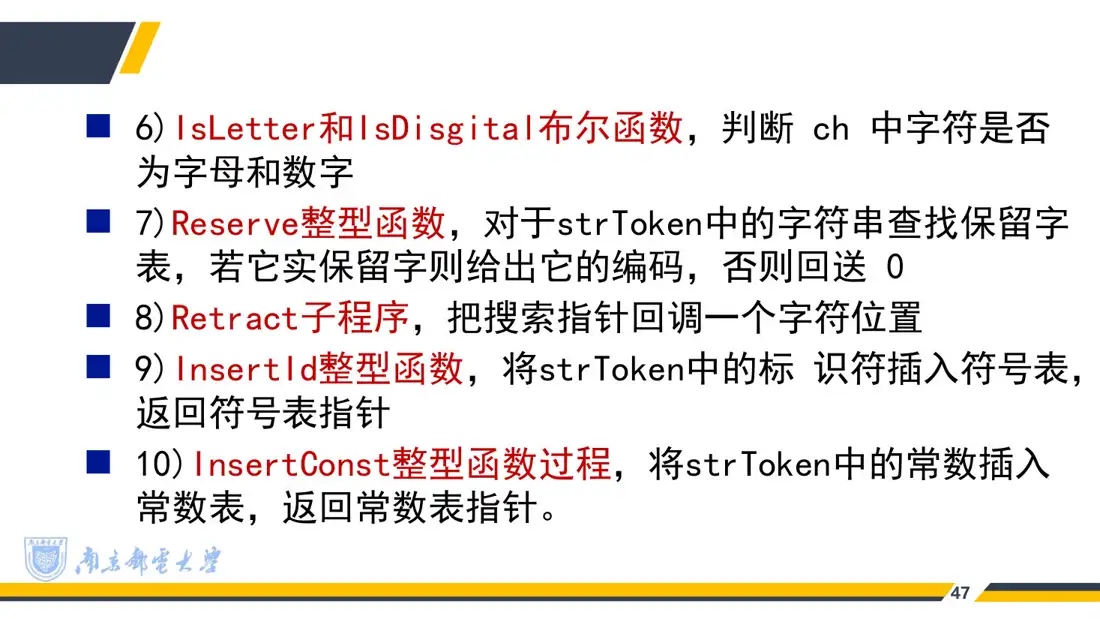 6)IsLetter和IsDisgital布尔函数，判断 ch 中字符是否
为字母和数字
7)Reserve整型函数，对于strToken中的字符串查找保留字
表，若它实保留字则给出它的编码，否则回送 0
8)Retract子程序，把搜索指针回调一个字符位置
9)InsertId整型函数，将strToken中的标 识符插入符号表，
返回符号表指针
10)InsertConst整型函数过程，将strToken中的常数插入
常数表，返回常数表指针。
南京邮电大学
47